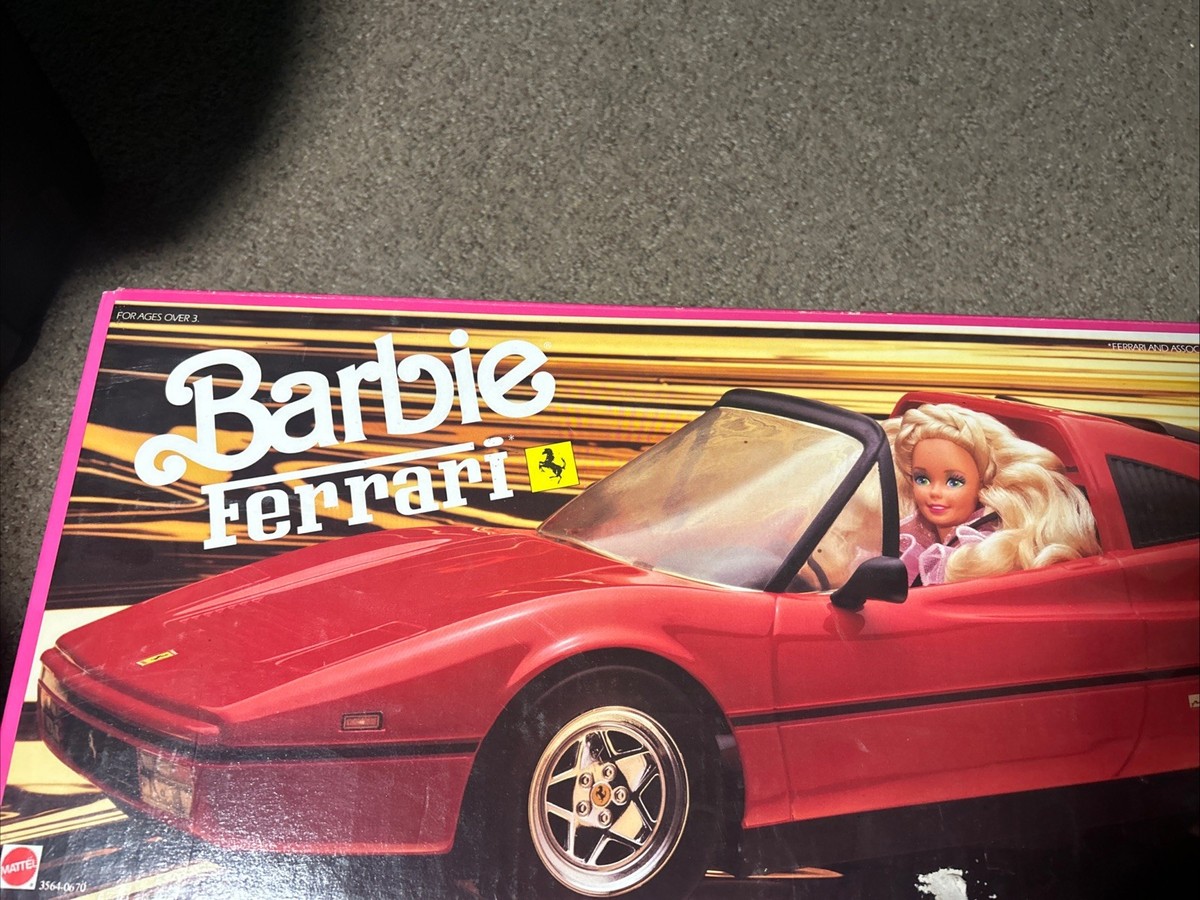 FOR AGES OVER 3.
*FERRARI AND ASSOC
Barbie®
Ferrari*
MATTEL
3564-0670